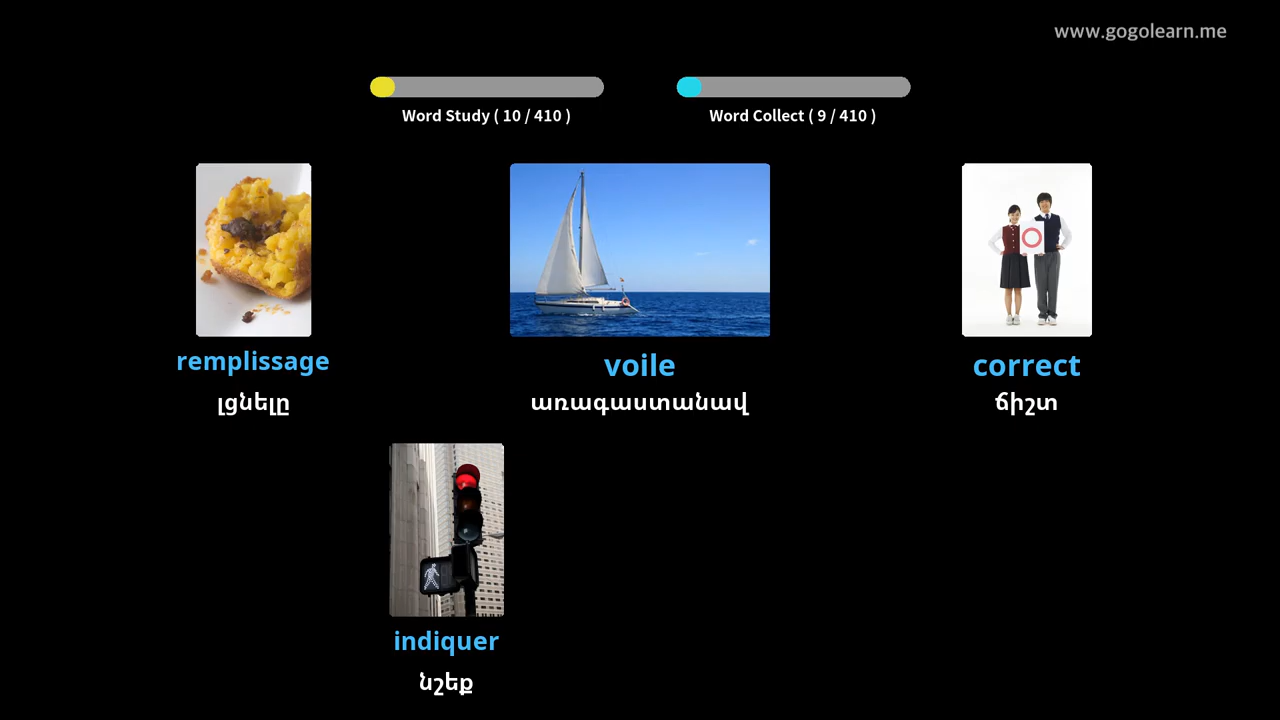 www.gogolearn.me
Word Study ( 10 / 410 )
Word Collect ( 9 / 410 )
remplissage
լցնելը
voile
առագաստանավ
correct
ճիշտ
indiquer
նշեք